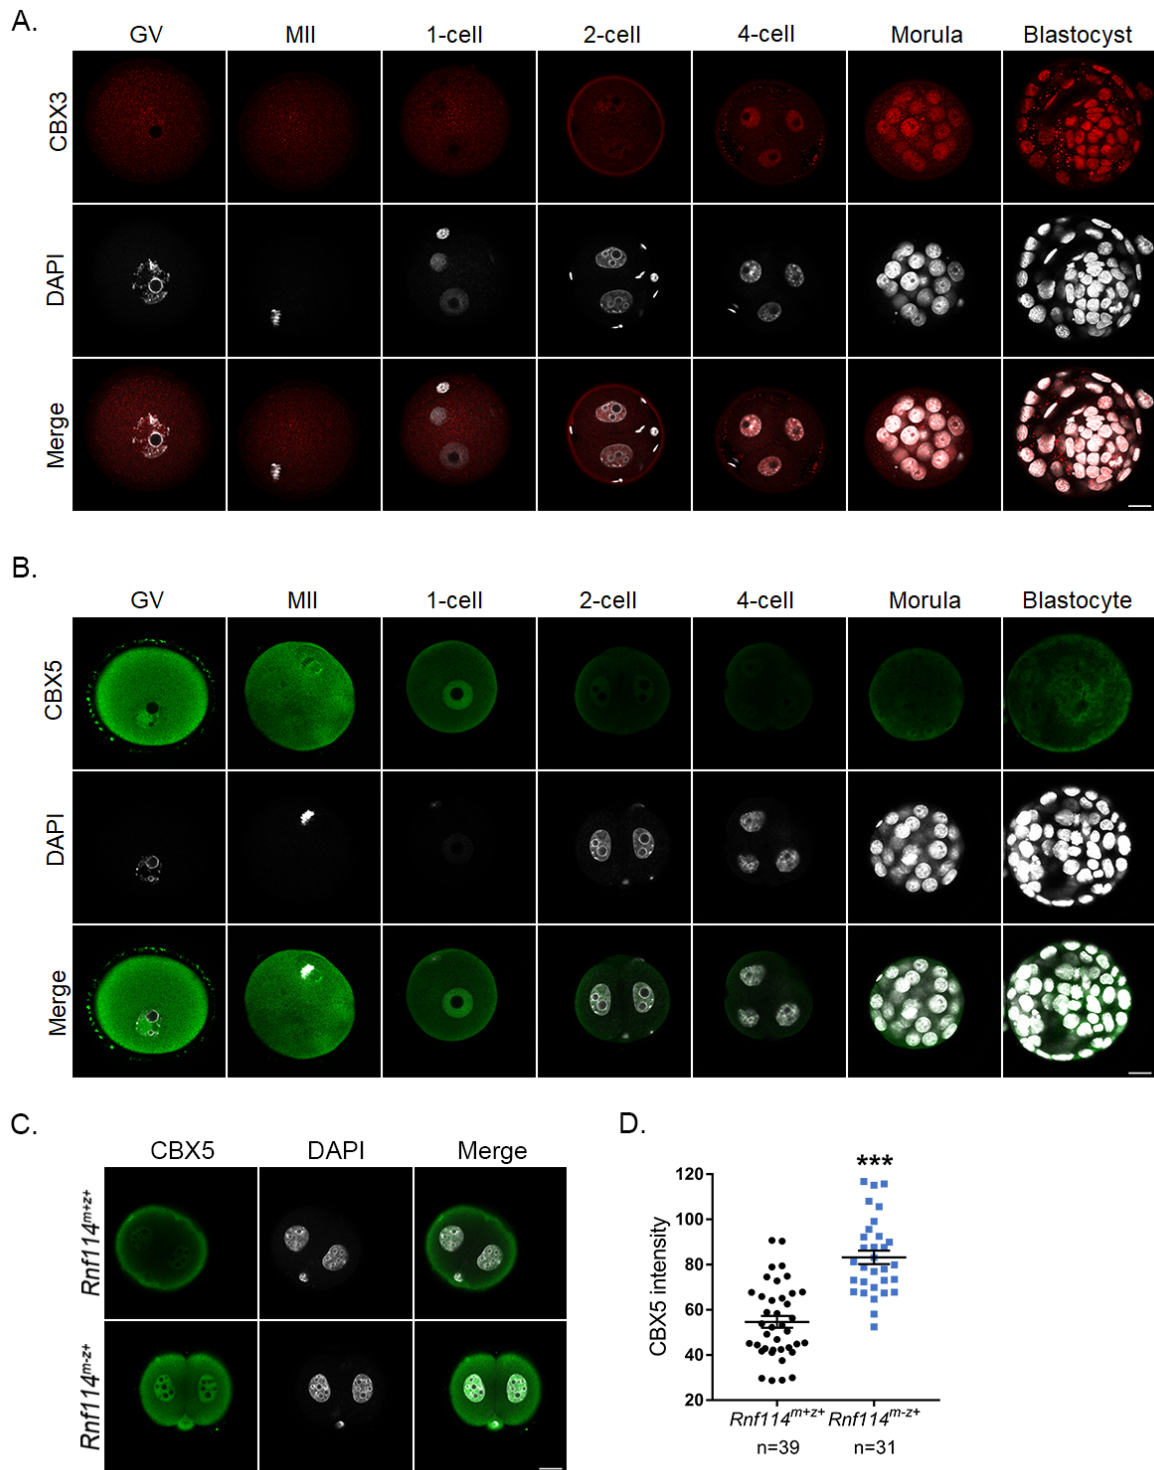 A.
GV MII 1-cell 2-cell 4-cell Morula Blastocyst
CBX3
DAPI
Merge
B.
GV MII 1-cell 2-cell 4-cell Morula Blastocyte
CBX5
DAPI
Merge
C.
CBX5 DAPI Merge
Rnf114m+z+
Rnf114m-z+
D.
***
120
100
80
60
40
20
CBX5 intensity
Rnf114m+z+ Rnf114m-z+
n=39 n=31